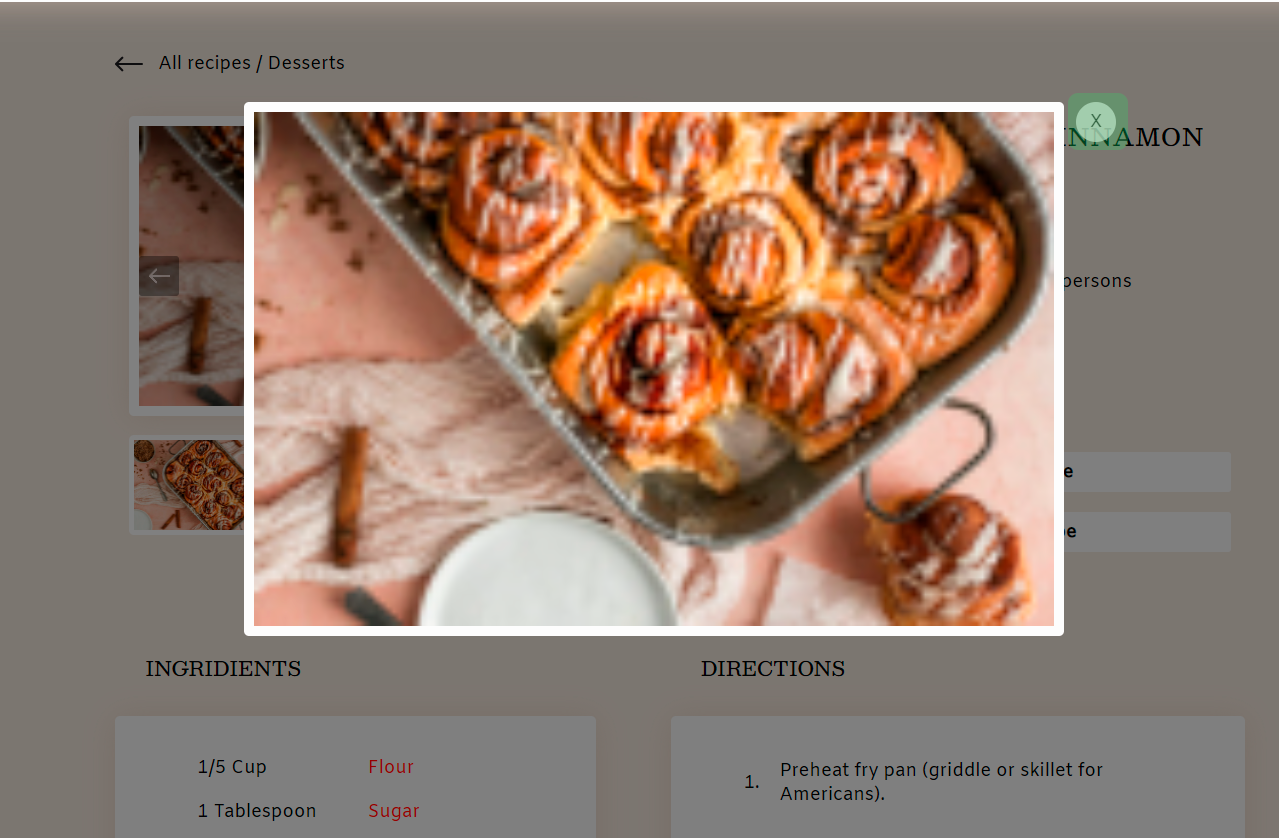 All recipes / Desserts
X
INNAMON
persons
INGRIDIENTS
DIRECTIONS
1/5 Cup Flour
1 Tablespoon Sugar
1. Preheat fry pan (griddle or skillet for
Americans).